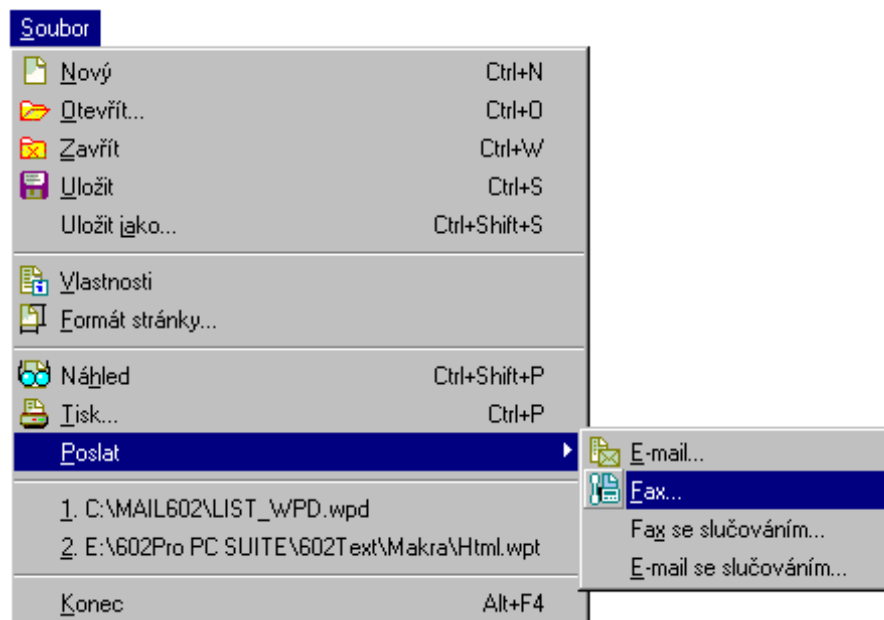 Soubor
Nový Ctrl+N
Otevřít... Ctrl+O
Zavřít Ctrl+W
Uložit Ctrl+S
Uložit jako... Ctrl+Shift+S
Vlastnosti
Formát stránky...
Náhled Ctrl+Shift+P
Tisk... Ctrl+P
Poslat
E-mail...
Fax...
Fax se slučováním...
E-mail se slučováním...
1. C:\MAIL602\LIST_WPD.wpd
2. E:\602Pro PC SUITE\602Text\Makra\Html.wpt
Konec Alt+F4